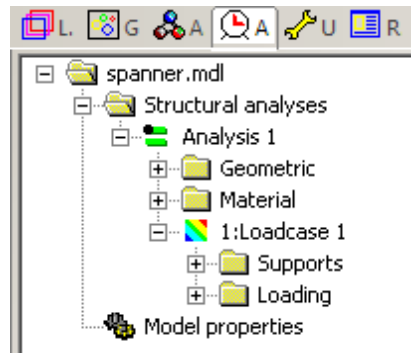 L. G A A U R
spanner.mdl
Structural analyses
Analysis 1
Geometric
Material
1:Loadcase 1
Supports
Loading
Model properties